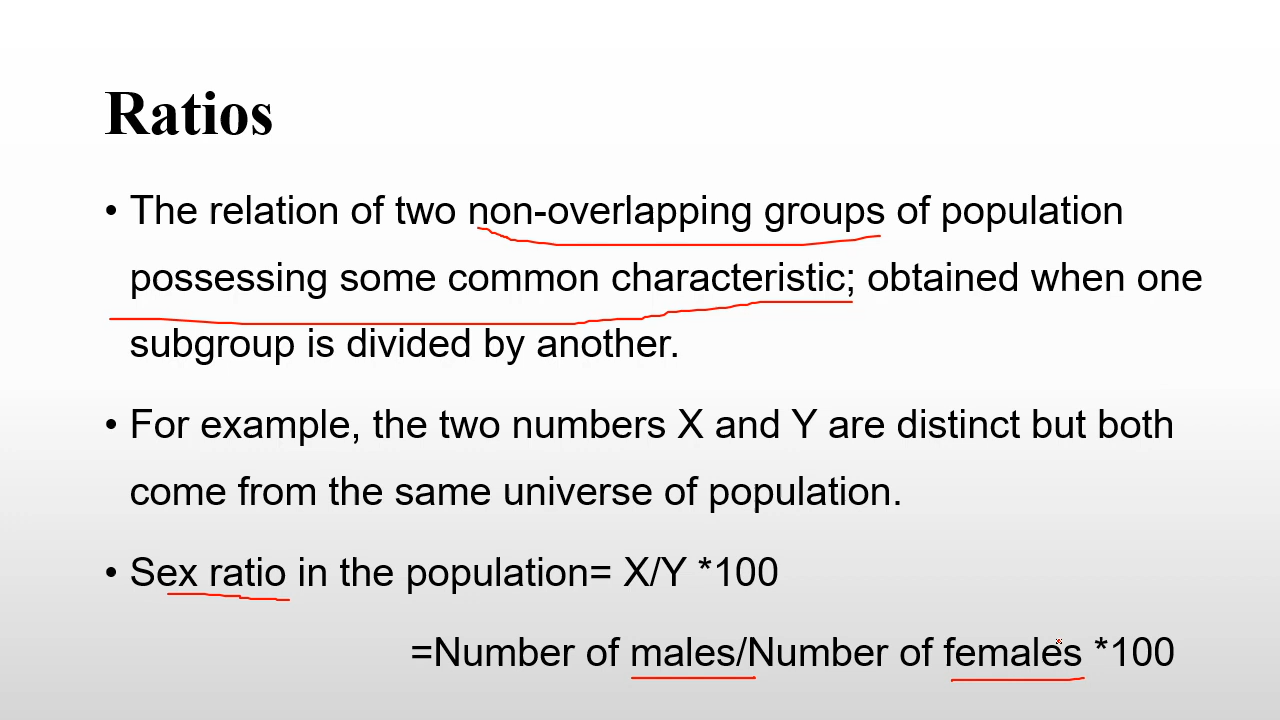 Ratios
• The relation of two non-overlapping groups of population
possessing some common characteristic; obtained when one
subgroup is divided by another.
• For example, the two numbers X and Y are distinct but both
come from the same universe of population.
• Sex ratio in the population= X/Y *100
=Number of males/Number of females *100